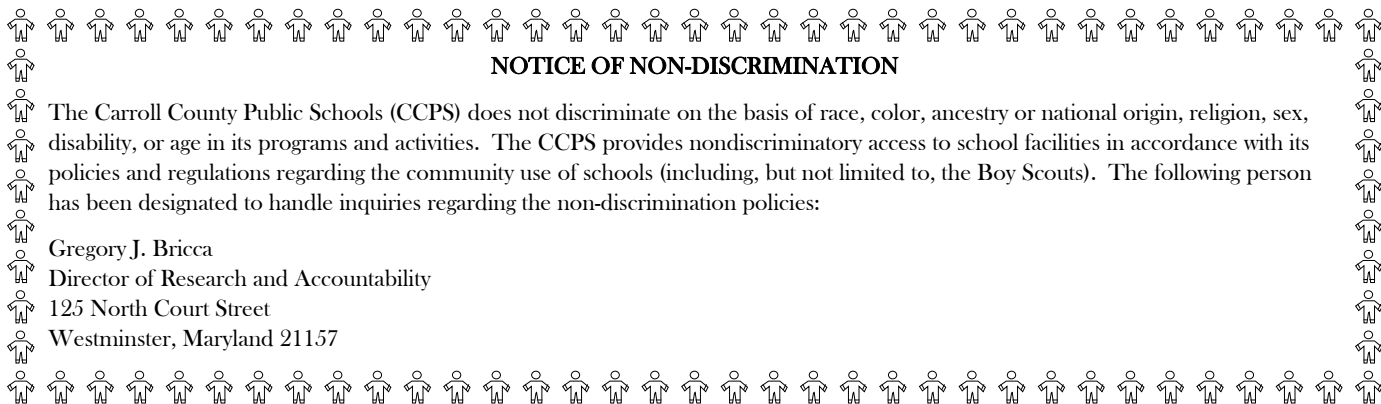 NOTICE OF NON-DISCRIMINATION
The Carroll County Public Schools (CCPS) does not discriminate on the basis of race, color, ancestry or national origin, religion, sex,
disability, or age in its programs and activities.  The CCPS provides nondiscriminatory access to school facilities in accordance with its
policies and regulations regarding the community use of schools (including, but not limited to, the Boy Scouts).  The following person
has been designated to handle inquiries regarding the non-discrimination policies:
Gregory J. Bricca
Director of Research and Accountability
125 North Court Street
Westminster, Maryland 21157